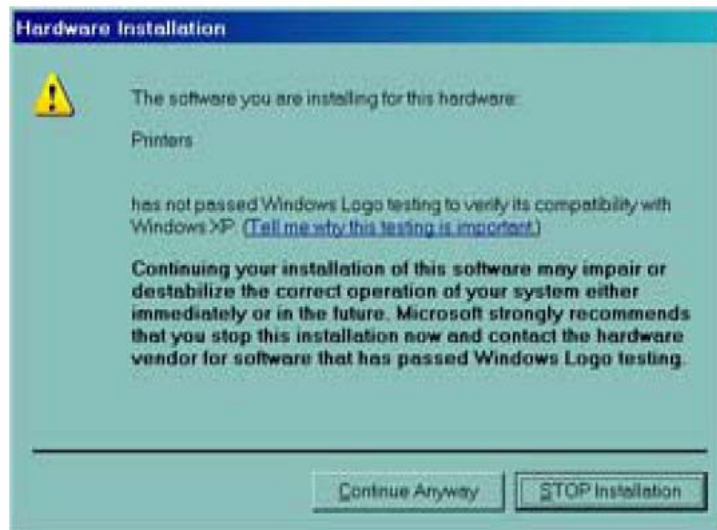 Hardware Installation
The software you are installing for this hardware:
Printers
has not passed Windows Logo testing to verify its compatibility with
Windows XP. (Tell me why this testing is important.)
Continuing your installation of this software may impair or
destabilize the correct operation of your system either
immediately or in the future. Microsoft strongly recommends
that you stop this installation now and contact the hardware
vendor for software that has passed Windows Logo testing.
Continue Anyway
STOP Installation